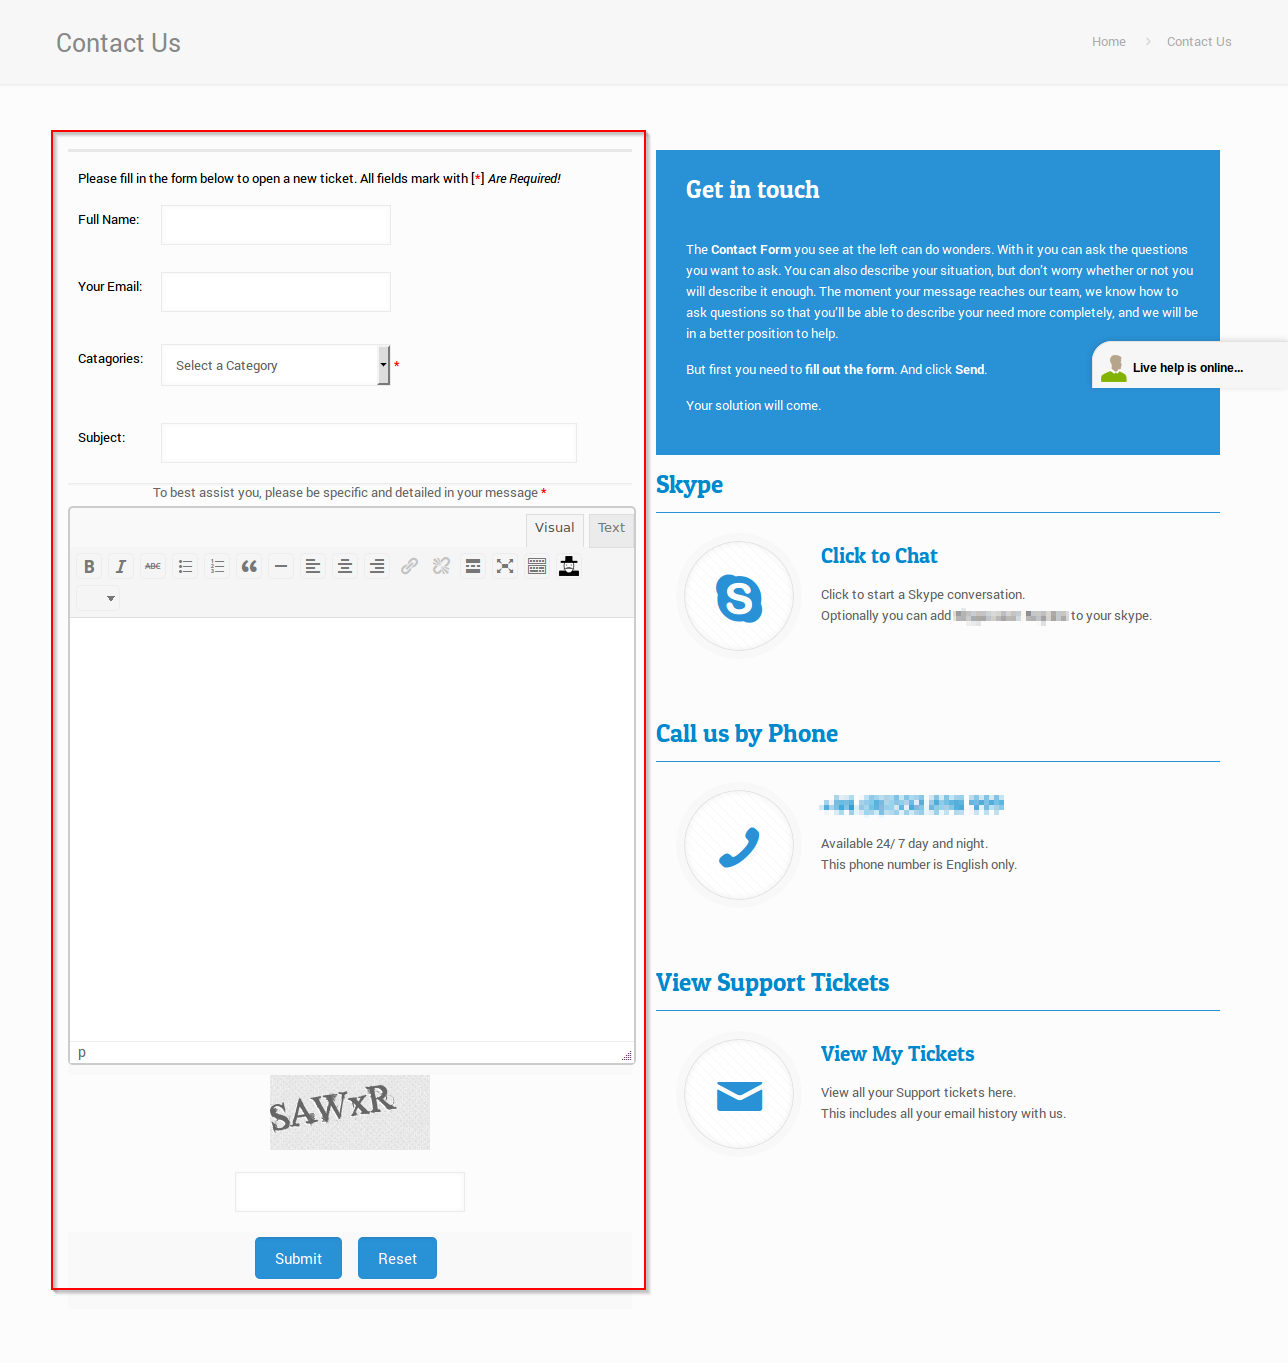 Contact Us
Home > Contact Us
Please fill in the form below to open a new ticket. All fields mark with [*] Are Required!
Full Name:
Your Email:
Catagories:
Select a Category
*
Subject:
To best assist you, please be specific and detailed in your message *
Visual
Text
B I ABC
p
SAWxR
Submit
Reset
Get in touch
The Contact Form you see at the left can do wonders. With it you can ask the questions
you want to ask. You can also describe your situation, but don't worry whether or not you
will describe it enough. The moment your message reaches our team, we know how to
ask questions so that you'll be able to describe your need more completely, and we will be
in a better position to help.
But first you need to fill out the form. And click Send.
Your solution will come.
Live help is online...
Skype
Click to Chat
Click to start a Skype conversation.
Optionally you can add to your skype.
Call us by Phone
Available 24/ 7 day and night.
This phone number is English only.
View Support Tickets
View My Tickets
View all your Support tickets here.
This includes all your email history with us.